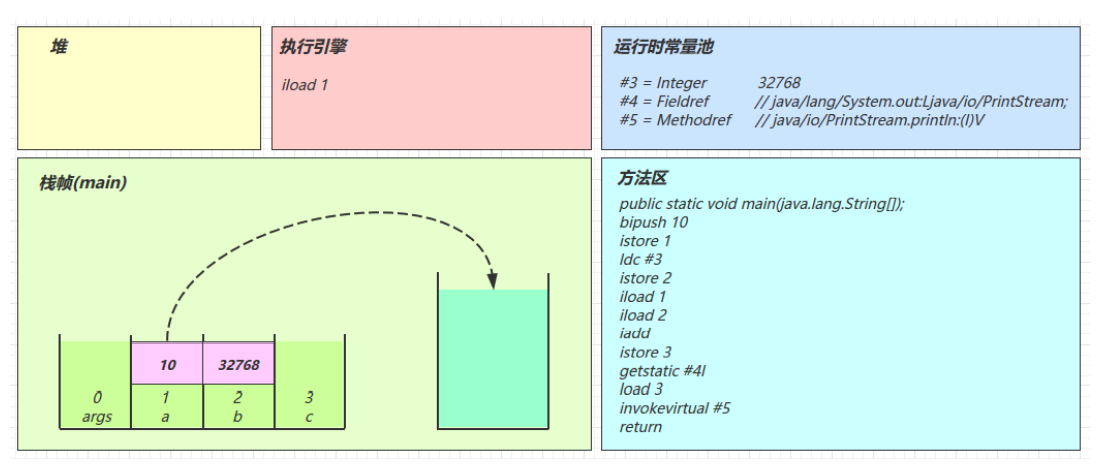 堆
执行引擎
iload 1
运行时常量池
#3 = Integer 32768
#4 = Fieldref // java/lang/System.out:Ljava/io/PrintStream;
#5 = Methodref // java/io/PrintStream.println:(I)V
栈帧(main)
10 32768
0 1 2 3
args a b c
方法区
public static void main(java.lang.String[]);
bipush 10
istore 1
ldc #3
istore 2
iload 1
iload 2
iadd
istore 3
getstatic #4I
load 3
invokevirtual #5
return